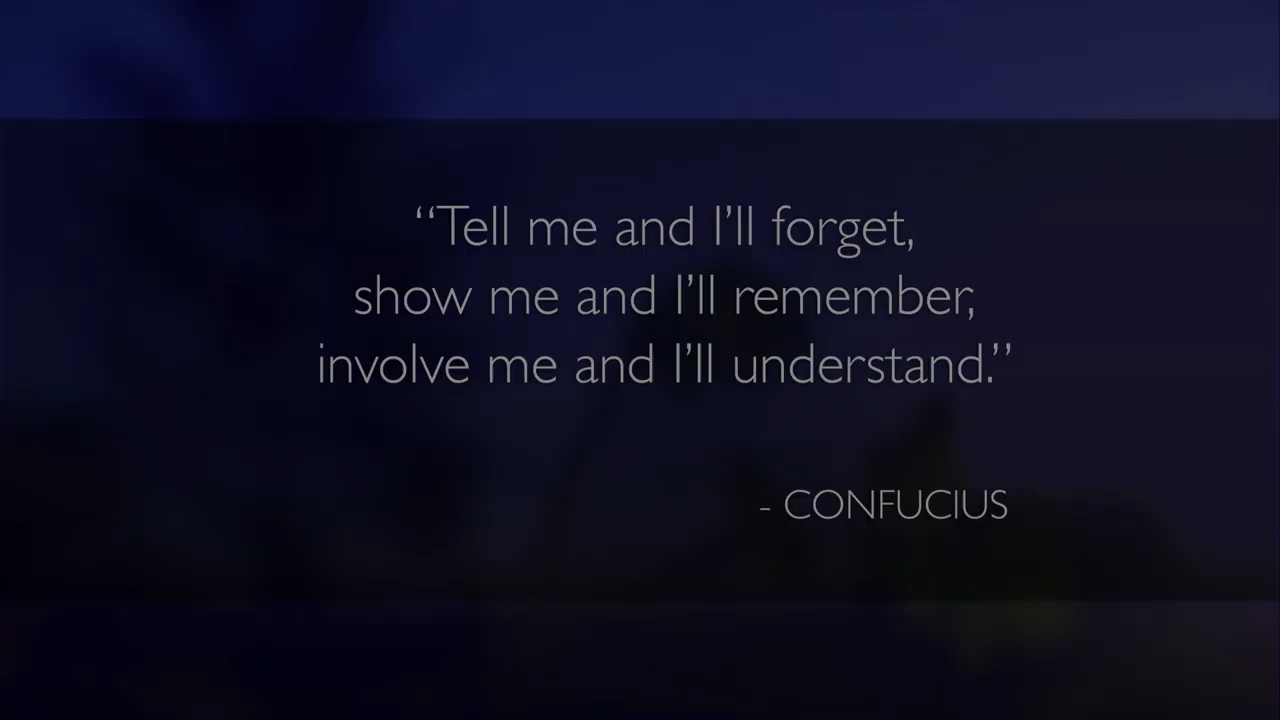 “Tell me and I’ll forget,
show me and I’ll remember,
involve me and I’ll understand.”
- CONFUCIUS